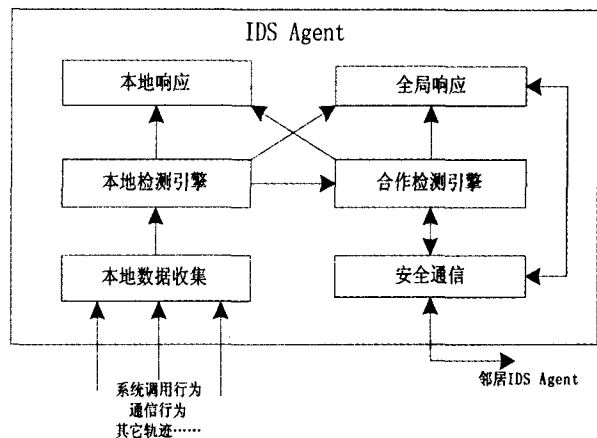 IDS Agent
本地响应
全局响应
本地检测引擎
合作检测引擎
本地数据收集
安全通信
系统调用行为
通信行为
其它轨迹……
邻居IDS Agent